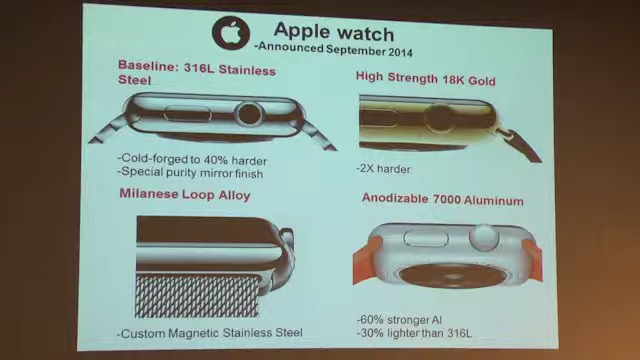 Apple watch
-Announced September 2014
Baseline: 316L Stainless
Steel
High Strength 18K Gold
-Cold-forged to 40% harder
-Special purity mirror finish
-2X harder
Milanese Loop Alloy
Anodizable 7000 Aluminum
-Custom Magnetic Stainless Steel
-60% stronger Al
-30% lighter than 316L